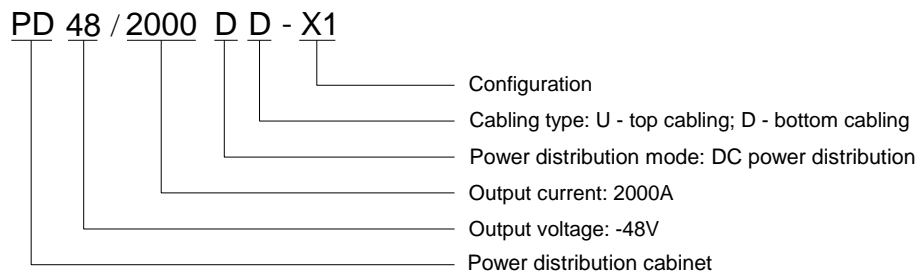 PD 48 / 2000 D D - X1
Configuration
Cabling type: U - top cabling; D - bottom cabling
Power distribution mode: DC power distribution
Output current: 2000A
Output voltage: -48V
Power distribution cabinet